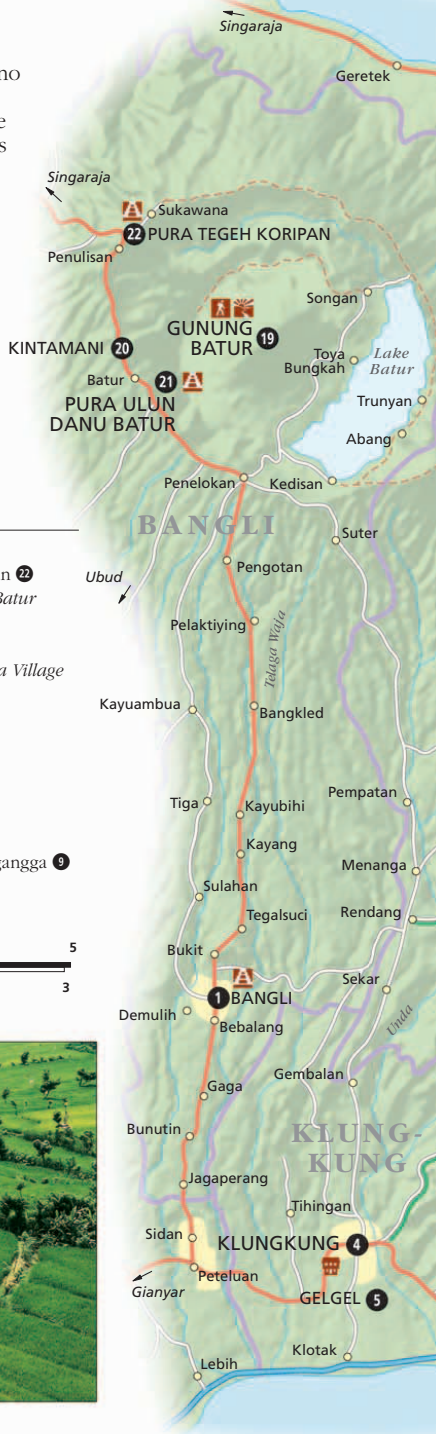 no
e
s
Singaraja
Geretek
Singaraja
Sukawana
22 PURA TEGEH KORIPAN
Penulisan
Songan
GUNUNG
BATUR 19
KINTAMANI 20
Toya
Bungkah
Lake
Batur
Batur
21
PURA ULUN
DANU BATUR
Trunyan
Abang
Penelokan
Kedisan
BANGLI
Suter
n 22
Batur
Ubud
Pengotan
Pelaktiying
Telaga Waja
a Village
Kayuambua
Bangkled
Tiga
Kayubihi
Pempatan
Kayang
gangga 9
Menanga
Sulahan
Tegalsuci
Rendang
Bukit
5
3
Sekar
1 BANGLI
Demulih
Bebalang
Unda
Gembalan
Gaga
Bunutin
KLUNG-
KUNG
Jagaperang
Tihingan
Sidan
KLUNGKUNG 4
Peteluan
Gianyar
GELGEL 5
Klotak
Lebih